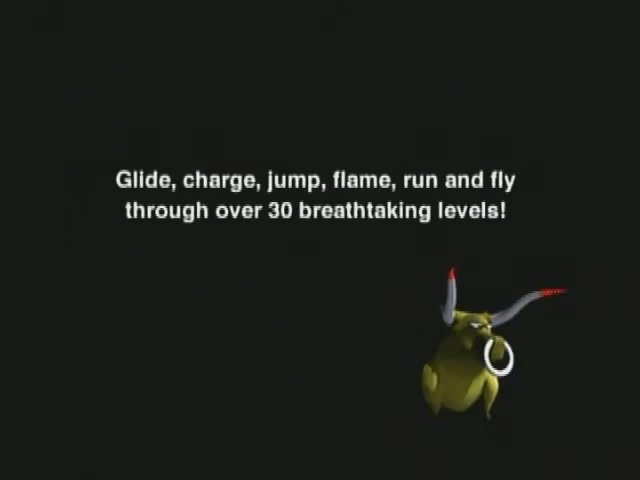 Glide, charge, jump, flame, run and fly
through over 30 breathtaking levels!